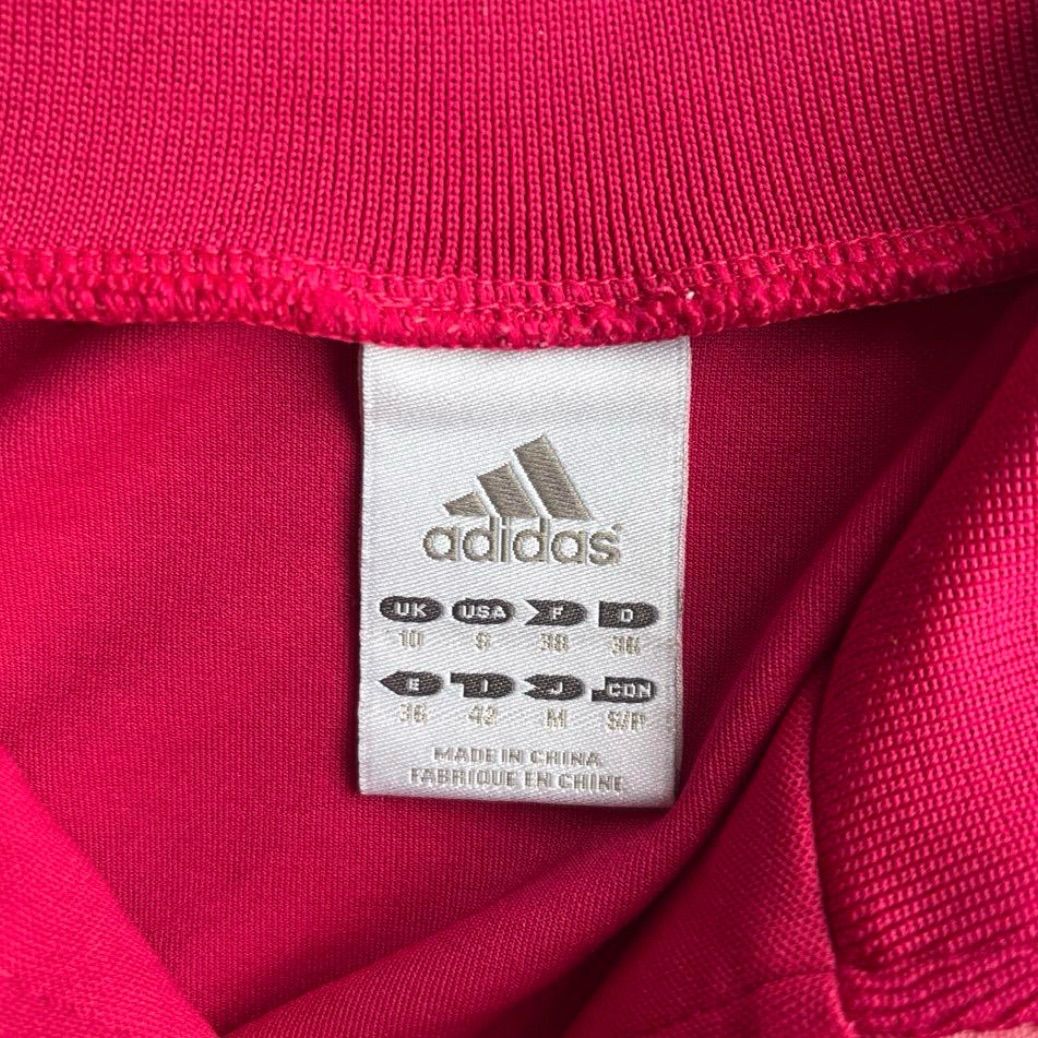 adidas
UK USA F D
10 S 38 36
E I J CDN
36 42 M S/P
MADE IN CHINA
FABRIQUE EN CHINE